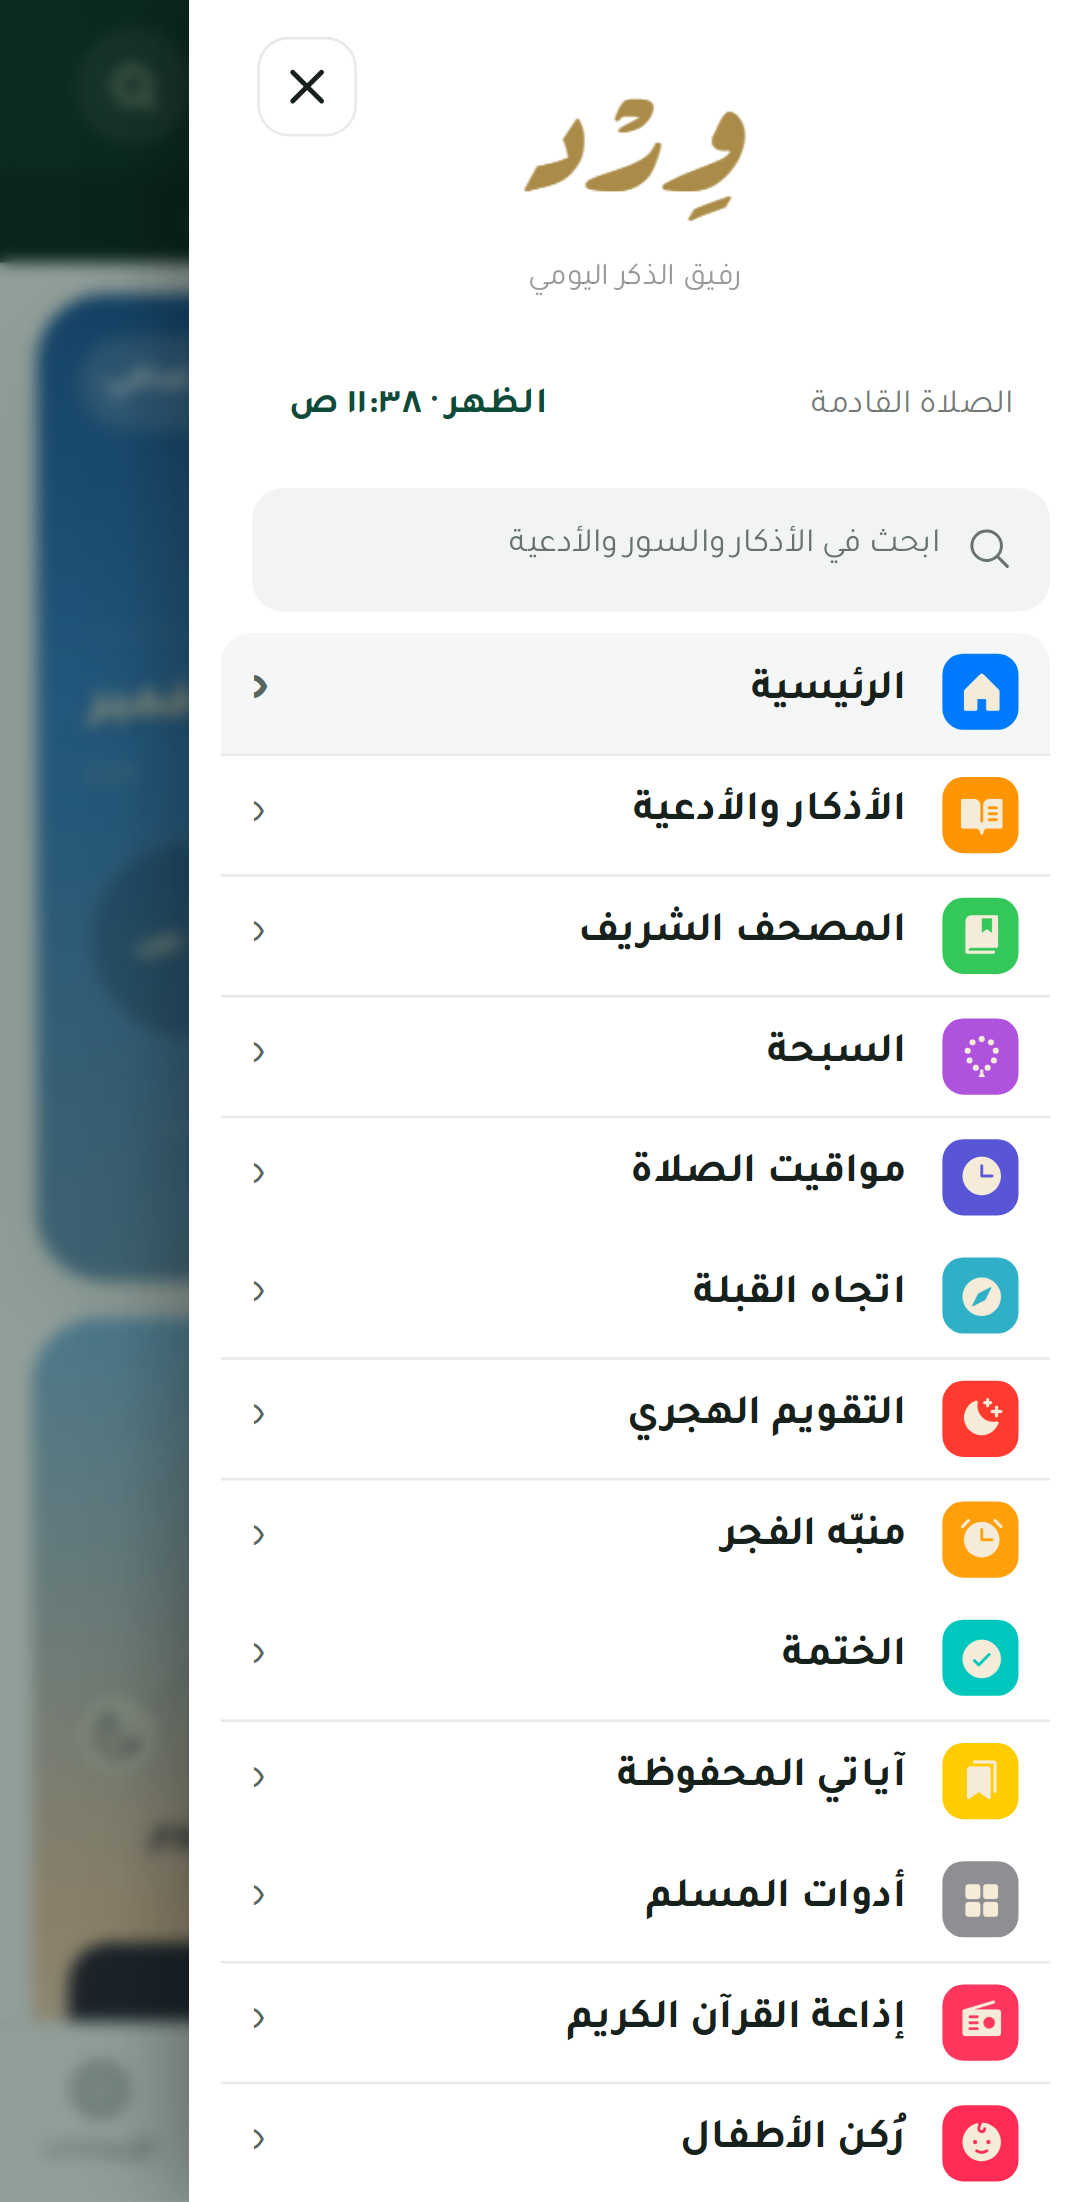 وِرْد
رفيق الذكر اليومي
الصلاة القادمة
الظهر · ١١:٣٨ ص
ابحث في الأذكار والسور والأدعية
الرئيسية
الأذكار والأدعية
المصحف الشريف
السبحة
مواقيت الصلاة
اتجاه القبلة
التقويم الهجري
منبّه الفجر
الختمة
آياتي المحفوظة
أدوات المسلم
إذاعة القرآن الكريم
رُكن الأطفال